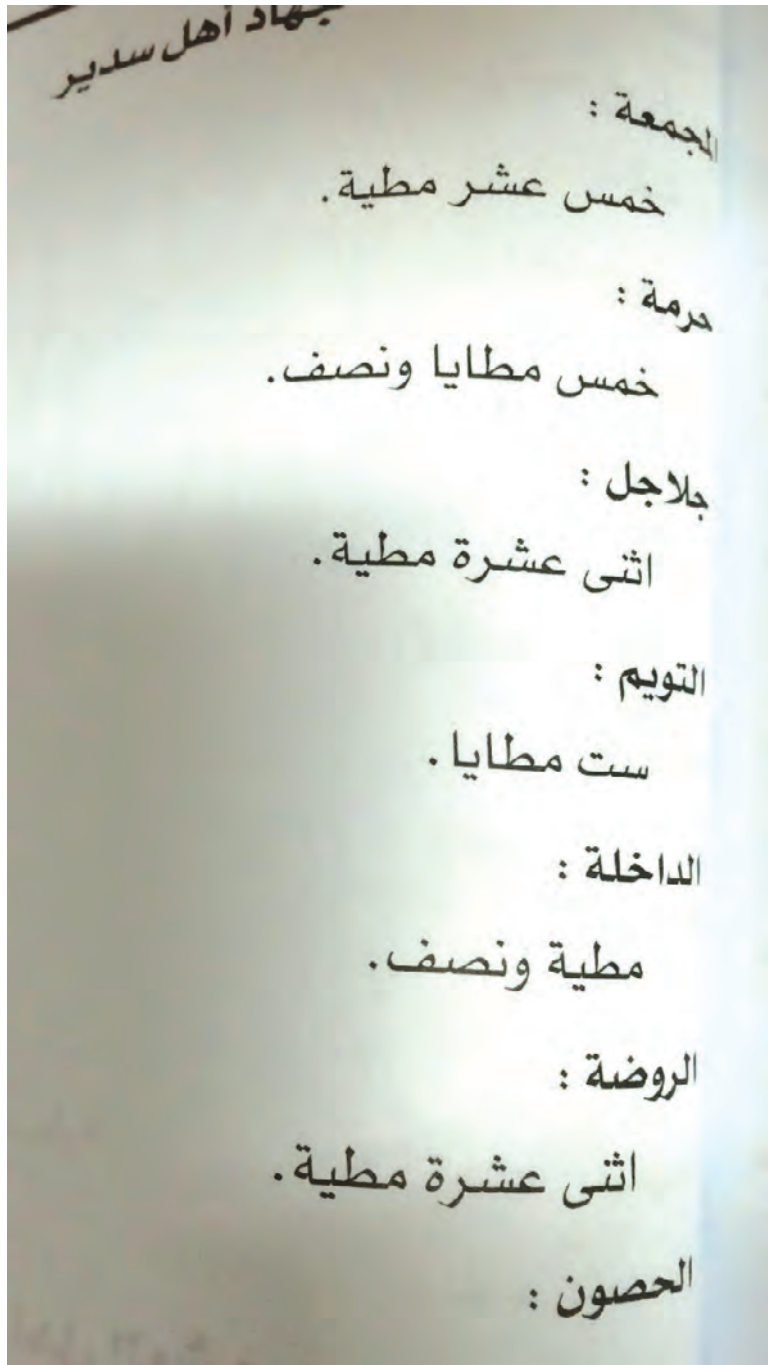 جهاد أهل سدير
المجمعة :
خمس عشر مطية.
حرمة :
خمس مطايا ونصف.
جلاجل :
اثنى عشرة مطية.
التويم :
ست مطايا.
الداخلة :
مطية ونصف.
الروضة :
اثنى عشرة مطية.
الحصون :